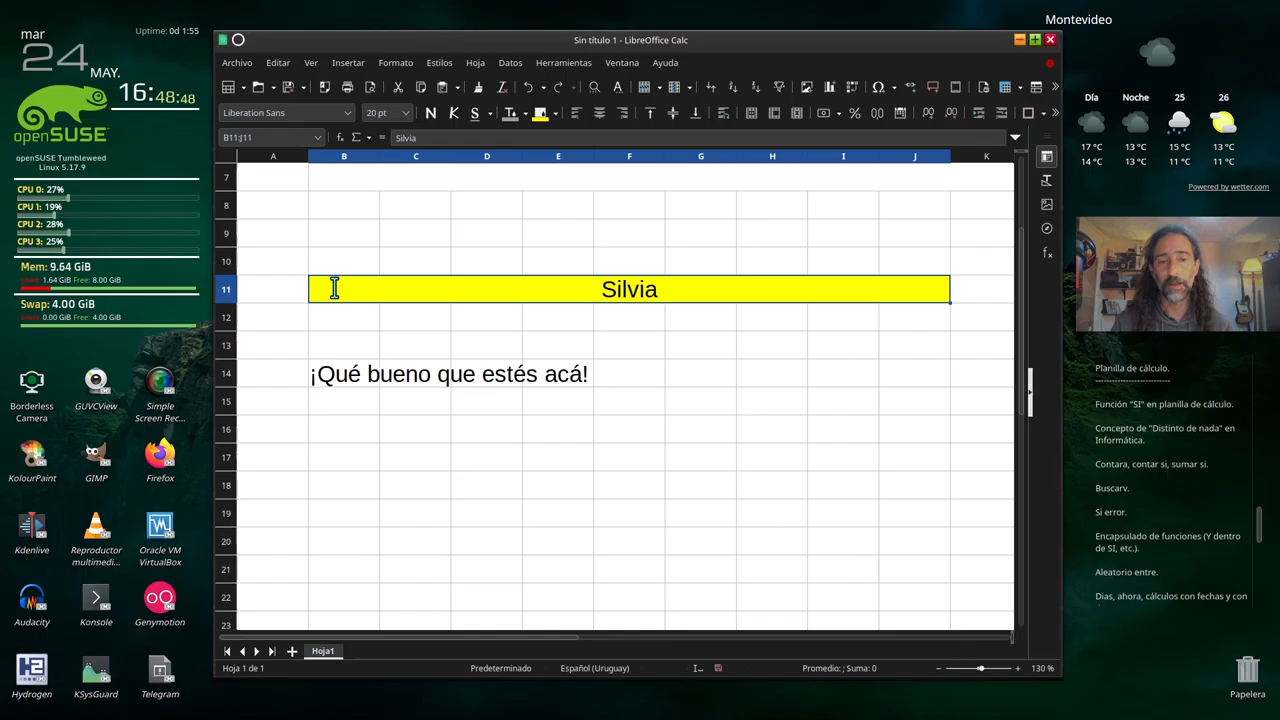 mar
24
MAY.
Uptime: 0d 1:55
16:48:48
openSUSE
openSUSE Tumbleweed
Linux 5.17.9
CPU 0: 27%
CPU 1: 19%
CPU 2: 28%
CPU 3: 25%
Mem: 9.64 GiB
Used: 1.64 GiB Free: 8.00 GiB
Swap: 4.00 GiB
Used: 0.00 GiB Free: 4.00 GiB
Borderless Camera
GUVCView
Simple Screen Rec...
KolourPaint
GIMP
Firefox
Kdenlive
Reproductor multimedi...
Oracle VM VirtualBox
Audacity
Konsole
Genymotion
Hydrogen
KSysGuard
Telegram
Sin título 1 - LibreOffice Calc
Archivo Editar Ver Insertar Formato Estilos Hoja Datos Herramientas Ventana Ayuda
Liberation Sans 20 pt N K S
B11:J11 Silvia
A B C D E F G H I J K
7
8
9
10
11 Silvia
12
13
14 ¡Qué bueno que estés acá!
15
16
17
18
19
20
21
22
23
Hoja1
Hoja 1 de 1 Predeterminado Español (Uruguay) Promedio: ; Suma: 0 130 %
Montevideo
Día Noche 25 26
17 °C 13 °C 15 °C 13 °C
14 °C 13 °C 11 °C 11 °C
Powered by wetter.com
Planilla de cálculo.
-------------------------
Función "SI" en planilla de cálculo.
Concepto de "Distinto de nada" en
Informática.
Contara, contar si, sumar si.
Buscarv.
Si error.
Encapsulado de funciones (Y dentro
de SI, etc.).
Aleatorio entre.
Dias, ahora, cálculos con fechas y con
Papelera